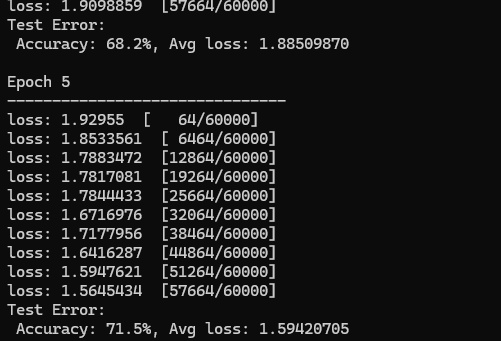 loss: 1.9098859  [57664/60000]
Test Error:
 Accuracy: 68.2%, Avg loss: 1.88509870

Epoch 5
-------------------------------
loss: 1.92955  [   64/60000]
loss: 1.8533561  [ 6464/60000]
loss: 1.7883472  [12864/60000]
loss: 1.7817081  [19264/60000]
loss: 1.7844433  [25664/60000]
loss: 1.6716976  [32064/60000]
loss: 1.7177956  [38464/60000]
loss: 1.6416287  [44864/60000]
loss: 1.5947621  [51264/60000]
loss: 1.5645434  [57664/60000]
Test Error:
 Accuracy: 71.5%, Avg loss: 1.59420705